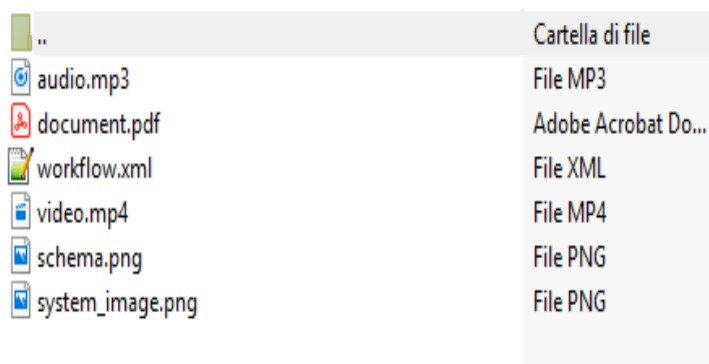 .. Cartella di file
audio.mp3 File MP3
document.pdf Adobe Acrobat Do...
workflow.xml File XML
video.mp4 File MP4
schema.png File PNG
system_image.png File PNG